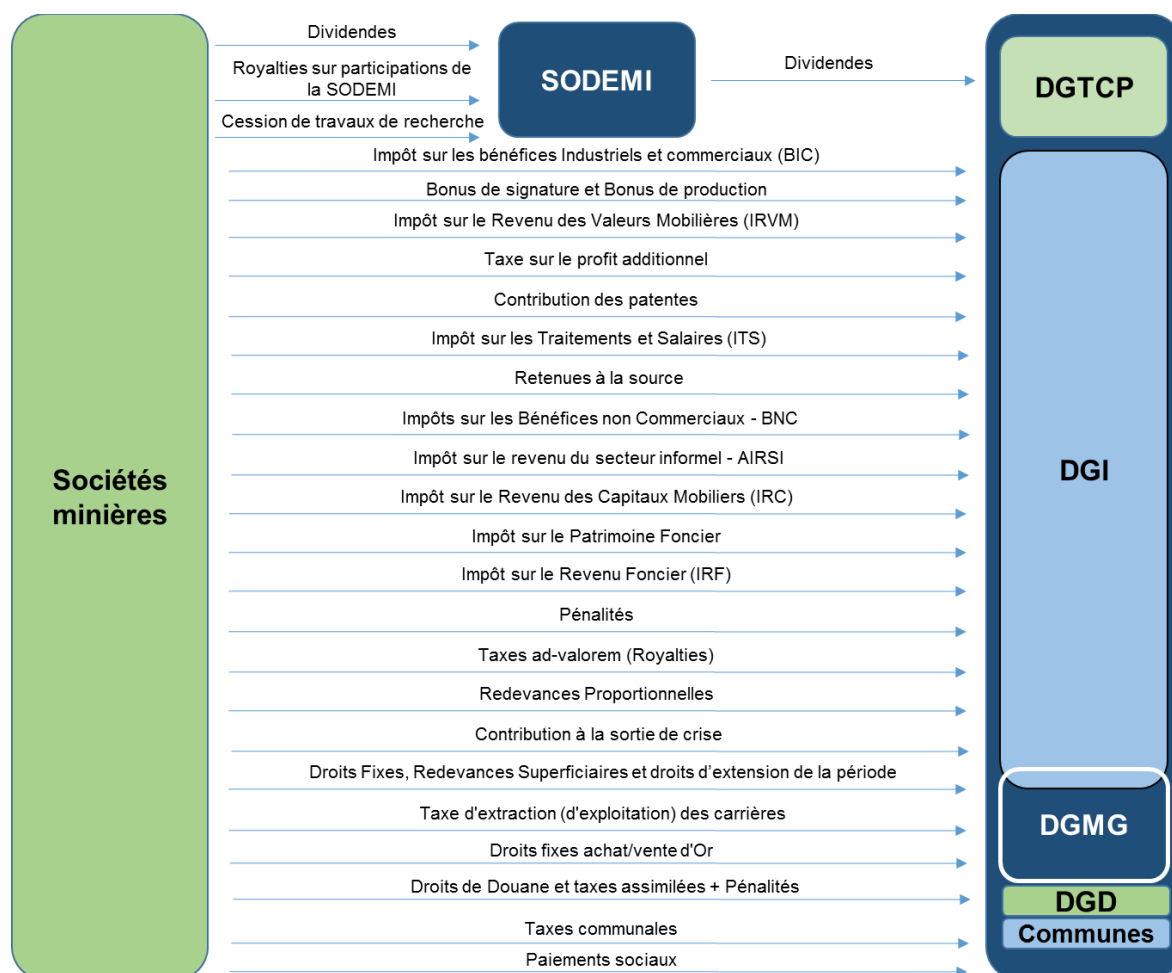 Dividendes
Royalties sur participations de
la SODEMI
Cession de travaux de recherche
SODEMI
Dividendes
DGTCP
Impôt sur les bénéfices Industriels et commerciaux (BIC)
Bonus de signature et Bonus de production
Impôt sur le Revenu des Valeurs Mobilières (IRVM)
Taxe sur le profit additionnel
Contribution des patentes
Impôt sur les Traitements et Salaires (ITS)
Retenues à la source
Impôts sur les Bénéfices non Commerciaux - BNC
Impôt sur le revenu du secteur informel - AIRSI
Impôt sur le Revenu des Capitaux Mobiliers (IRC)
Impôt sur le Patrimoine Foncier
Impôt sur le Revenu Foncier (IRF)
Pénalités
Taxes ad-valorem (Royalties)
Redevances Proportionnelles
Contribution à la sortie de crise
Droits Fixes, Redevances Superficiaires et droits d’extension de la période
Taxe d'extraction (d'exploitation) des carrières
Droits fixes achat/vente d'Or
Droits de Douane et taxes assimilées + Pénalités
Taxes communales
Paiements sociaux
Sociétés
minières
DGI
DGMG
DGD
Communes